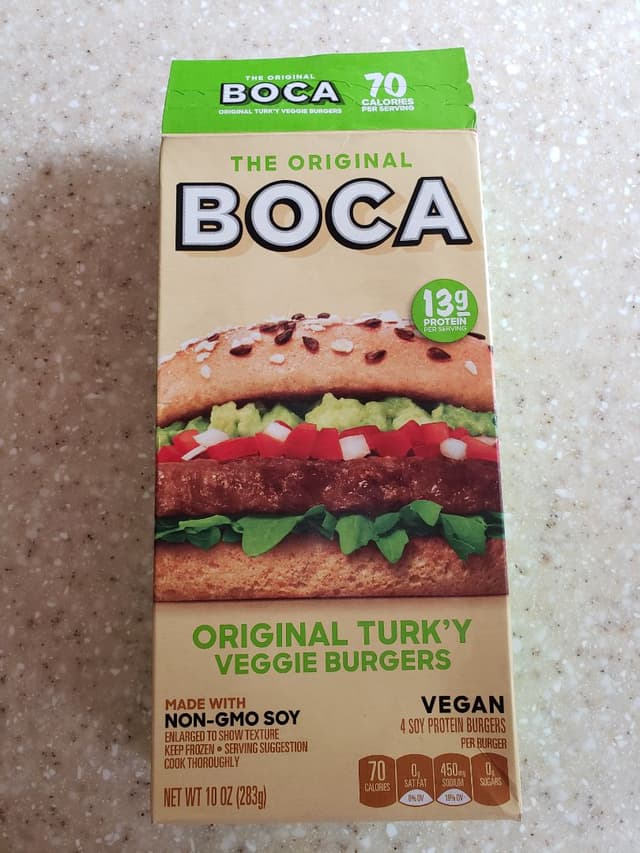 THE ORIGINAL
BOCA
ORIGINAL TURK'Y VEGGIE BURGERS
70
CALORIES
PER SERVING
THE ORIGINAL
BOCA
13g
PROTEIN
PER SERVING
ORIGINAL TURK'Y
VEGGIE BURGERS
MADE WITH
NON-GMO SOY
ENLARGED TO SHOW TEXTURE
KEEP FROZEN • SERVING SUGGESTION
COOK THOROUGHLY
NET WT 10 OZ (283g)
VEGAN
4 SOY PROTEIN BURGERS
PER BURGER
70
CALORIES
0g
SAT FAT
0% DV
450mg
SODIUM
18% DV
0g
SUGARS